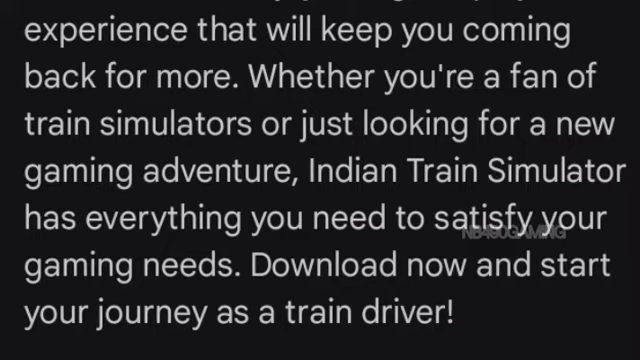 experience that will keep you coming
back for more. Whether you're a fan of
train simulators or just looking for a new
gaming adventure, Indian Train Simulator
has everything you need to satisfy your
NB490GAMING
gaming needs. Download now and start
your journey as a train driver!